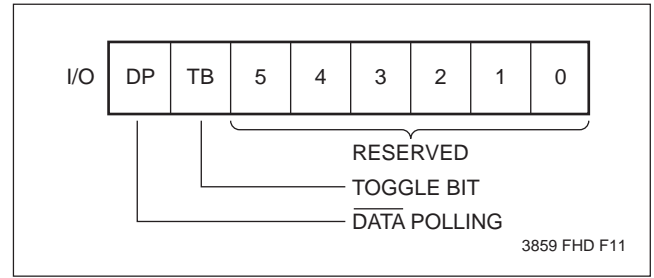 I/O DP TB 5 4 3 2 1 0
RESERVED
TOGGLE BIT
DATA POLLING
3859 FHD F11